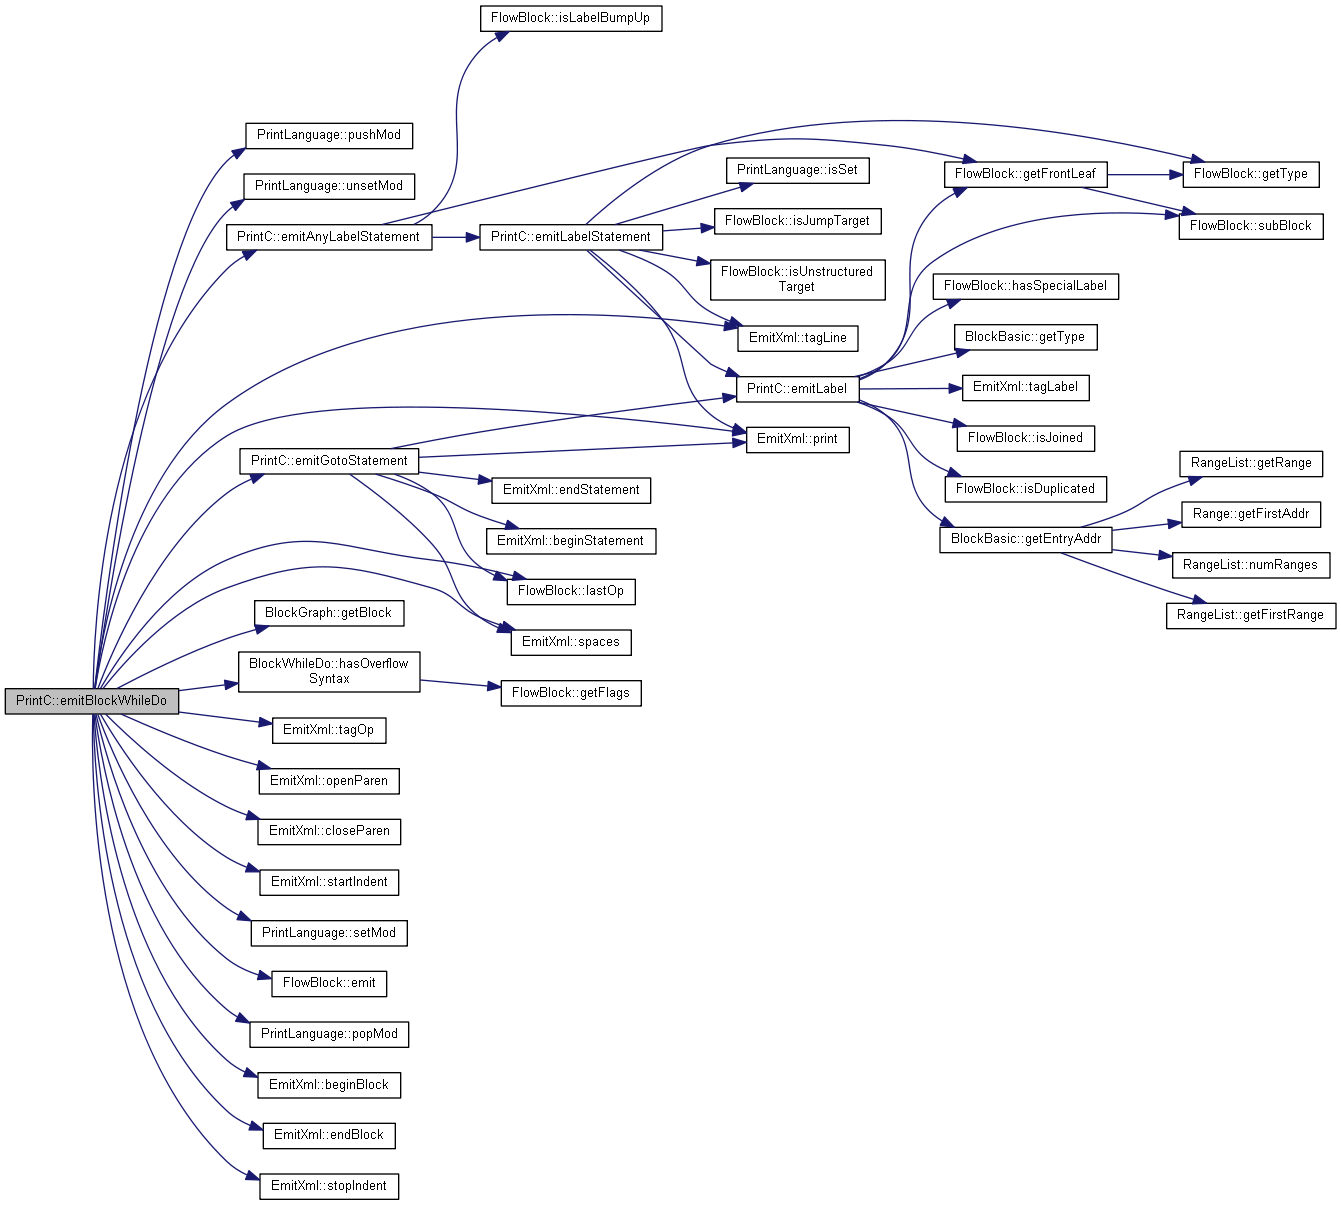 FlowBlock::isLabelBumpUp
PrintLanguage::pushMod
PrintLanguage::isSet
FlowBlock::getFrontLeaf
FlowBlock::getType
PrintLanguage::unsetMod
FlowBlock::isJumpTarget
FlowBlock::subBlock
PrintC::emitAnyLabelStatement
PrintC::emitLabelStatement
FlowBlock::isUnstructured
Target
FlowBlock::hasSpecialLabel
EmitXml::tagLine
BlockBasic::getType
PrintC::emitLabel
EmitXml::tagLabel
EmitXml::print
FlowBlock::isJoined
PrintC::emitGotoStatement
RangeList::getRange
EmitXml::endStatement
FlowBlock::isDuplicated
Range::getFirstAddr
EmitXml::beginStatement
BlockBasic::getEntryAddr
RangeList::numRanges
FlowBlock::lastOp
BlockGraph::getBlock
RangeList::getFirstRange
EmitXml::spaces
BlockWhileDo::hasOverflow
Syntax
FlowBlock::getFlags
PrintC::emitBlockWhileDo
EmitXml::tagOp
EmitXml::openParen
EmitXml::closeParen
EmitXml::startIndent
PrintLanguage::setMod
FlowBlock::emit
PrintLanguage::popMod
EmitXml::beginBlock
EmitXml::endBlock
EmitXml::stopIndent